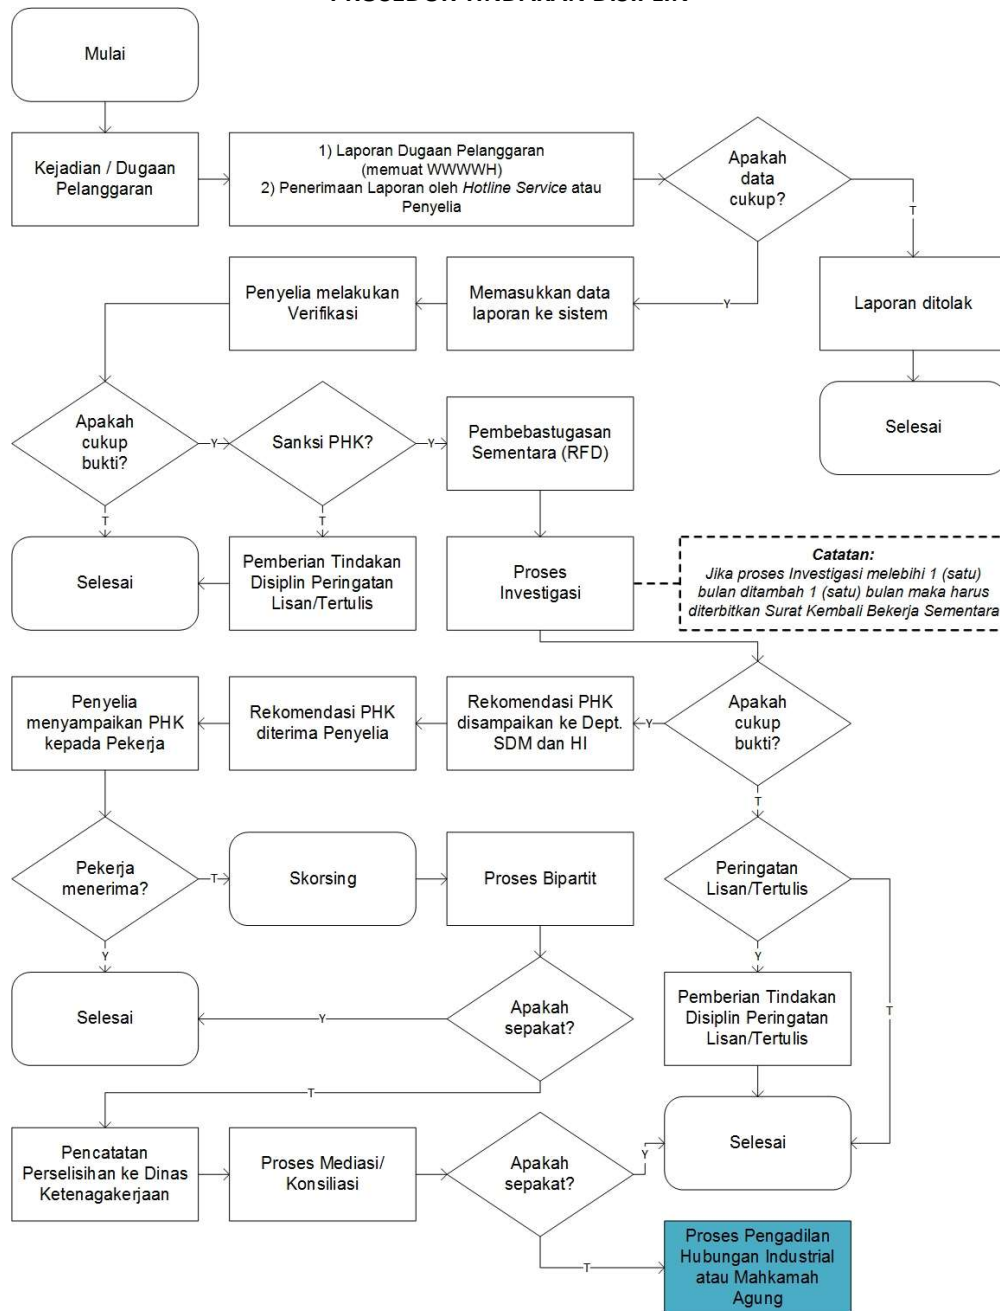 PROSEDUR TINDAKAN DISIPLIN
Mulai
Kejadian / Dugaan
Pelanggaran
1) Laporan Dugaan Pelanggaran
(memuat WWWWH)
2) Penerimaan Laporan oleh Hotline Service atau
Penyelia
Apakah
data
cukup?
T
Y
Penyelia melakukan
Verifikasi
Memasukkan data
laporan ke sistem
Laporan ditolak
Selesai
Apakah
cukup
bukti?
Y
T
Sanksi PHK?
Y
T
Pembebastugasan
Sementara (RFD)
Selesai
Pemberian Tindakan
Disiplin Peringatan
Lisan/Tertulis
Proses
Investigasi
Catatan:
Jika proses Investigasi melebihi 1 (satu)
bulan ditambah 1 (satu) bulan maka harus
diterbitkan Surat Kembali Bekerja Sementara
Penyelia
menyampaikan PHK
kepada Pekerja
Rekomendasi PHK
diterima Penyelia
Rekomendasi PHK
disampaikan ke Dept.
SDM dan HI
Y
Apakah
cukup
bukti?
T
Pekerja
menerima?
T
Y
Skorsing
Proses Bipartit
Peringatan
Lisan/Tertulis
Y
T
Selesai
Y
Apakah
sepakat?
T
Pemberian Tindakan
Disiplin Peringatan
Lisan/Tertulis
Pencatatan
Perselisihan ke Dinas
Ketenagakerjaan
Proses Mediasi/
Konsiliasi
Apakah
sepakat?
Y
T
Selesai
Proses Pengadilan
Hubungan Industrial
atau Mahkamah
Agung